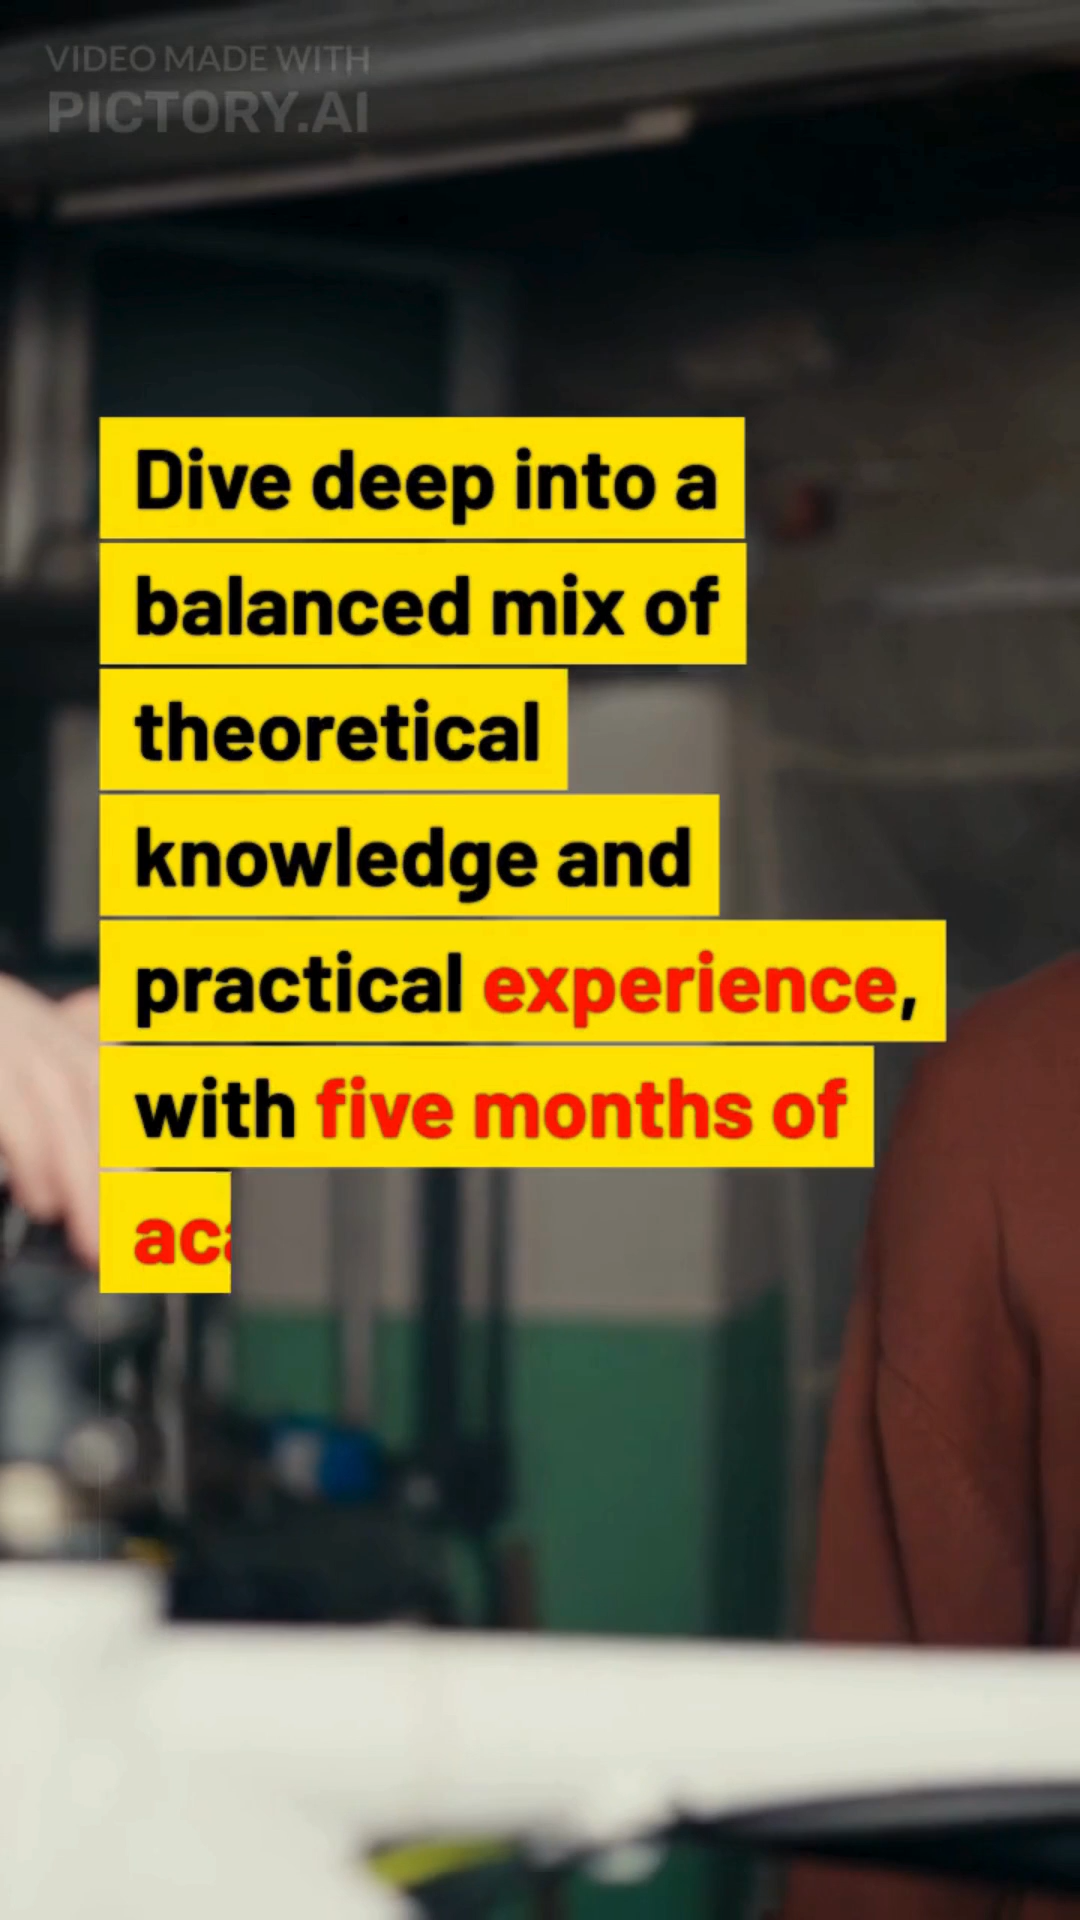 VIDEO MADE WITH
PICTORY.AI
Dive deep into a
balanced mix of
theoretical
knowledge and
practical experience,
with five months of